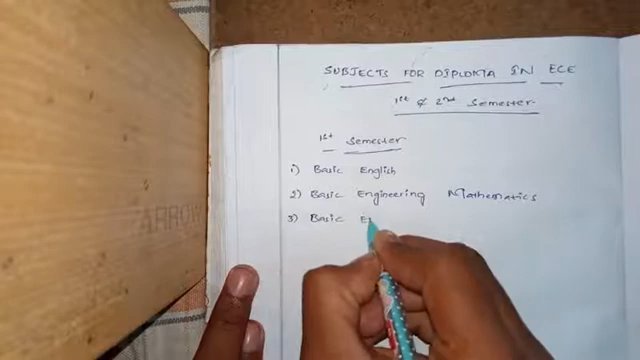 ARROW
SUBJECTS FOR DIPLOMA IN ECE
1st & 2nd Semester
1st Semester
1) Basic English
2) Basic Engineering Mathematics
3) Basic E